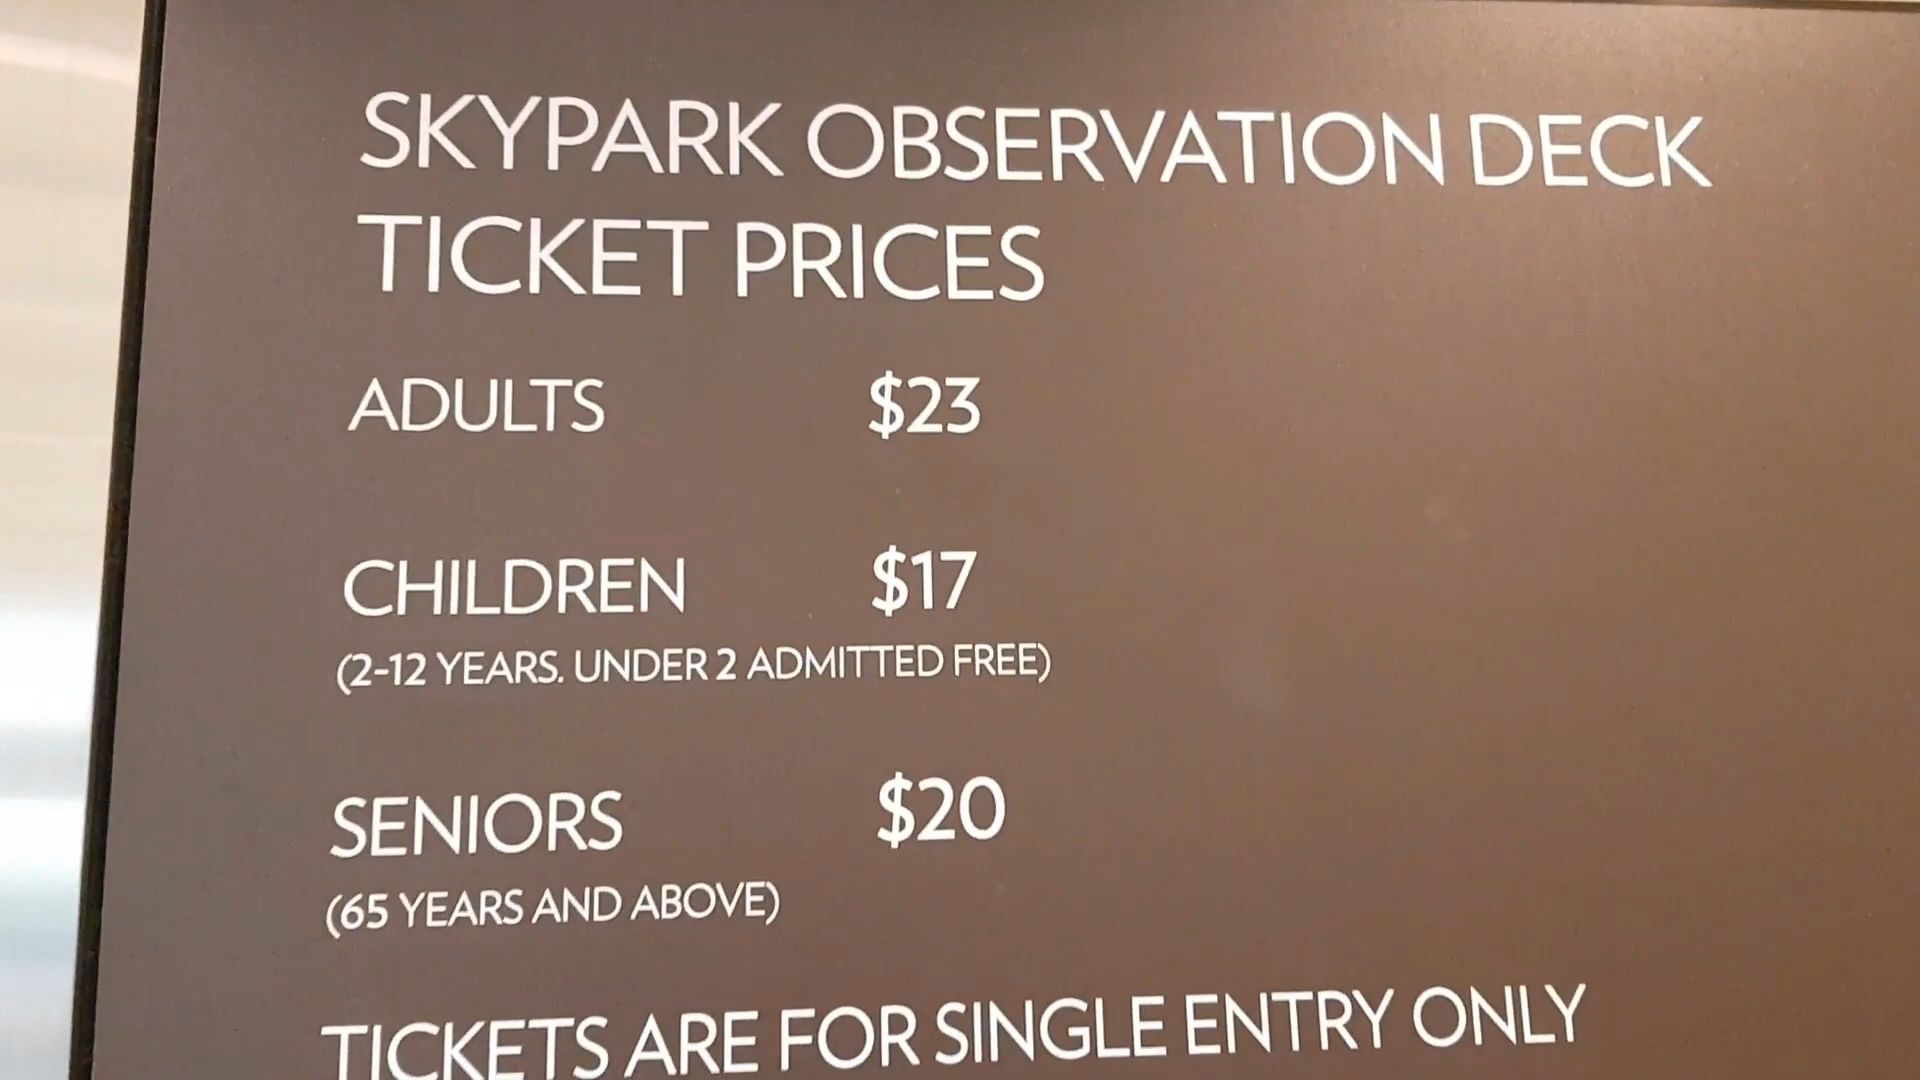 SKYPARK OBSERVATION DECK
TICKET PRICES
ADULTS $23
CHILDREN $17
(2-12 YEARS. UNDER 2 ADMITTED FREE)
SENIORS $20
(65 YEARS AND ABOVE)
TICKETS ARE FOR SINGLE ENTRY ONLY